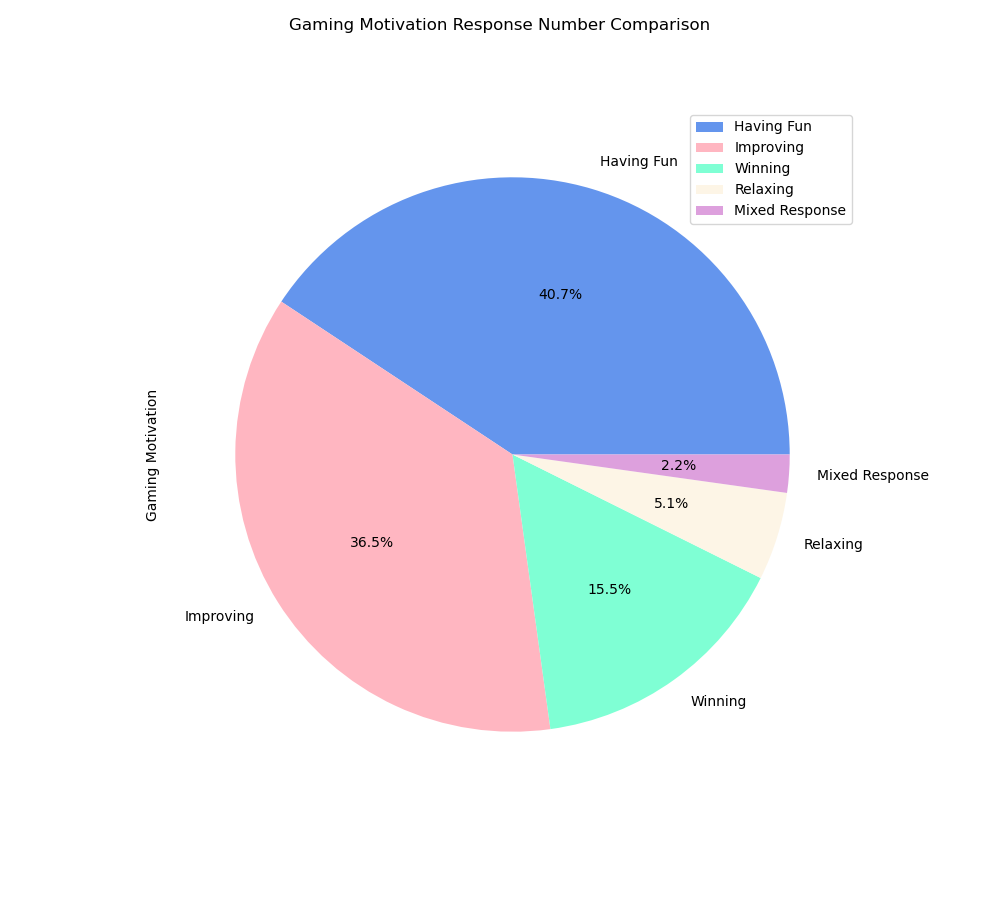 Gaming Motivation Response Number Comparison
Having Fun
Improving
Winning
Relaxing
Mixed Response
Having Fun
40.7%
Gaming Motivation
2.2%
Mixed Response
5.1%
Relaxing
36.5%
15.5%
Improving
Winning